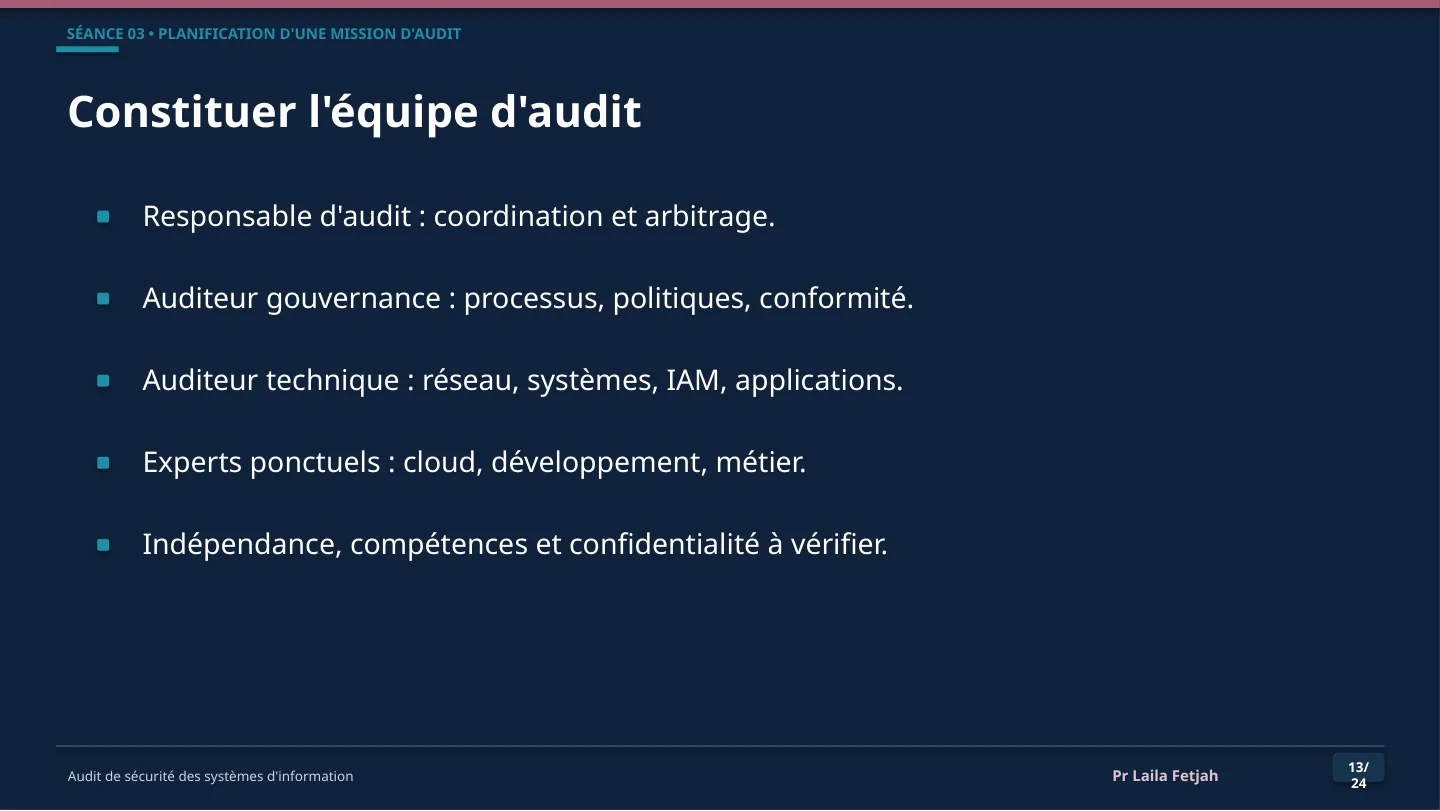 SÉANCE 03 • PLANIFICATION D'UNE MISSION D'AUDIT
Constituer l'équipe d'audit
Responsable d'audit : coordination et arbitrage.
Auditeur gouvernance : processus, politiques, conformité.
Auditeur technique : réseau, systèmes, IAM, applications.
Experts ponctuels : cloud, développement, métier.
Indépendance, compétences et confidentialité à vérifier.
Audit de sécurité des systèmes d'information
Pr Laila Fetjah
13/
24